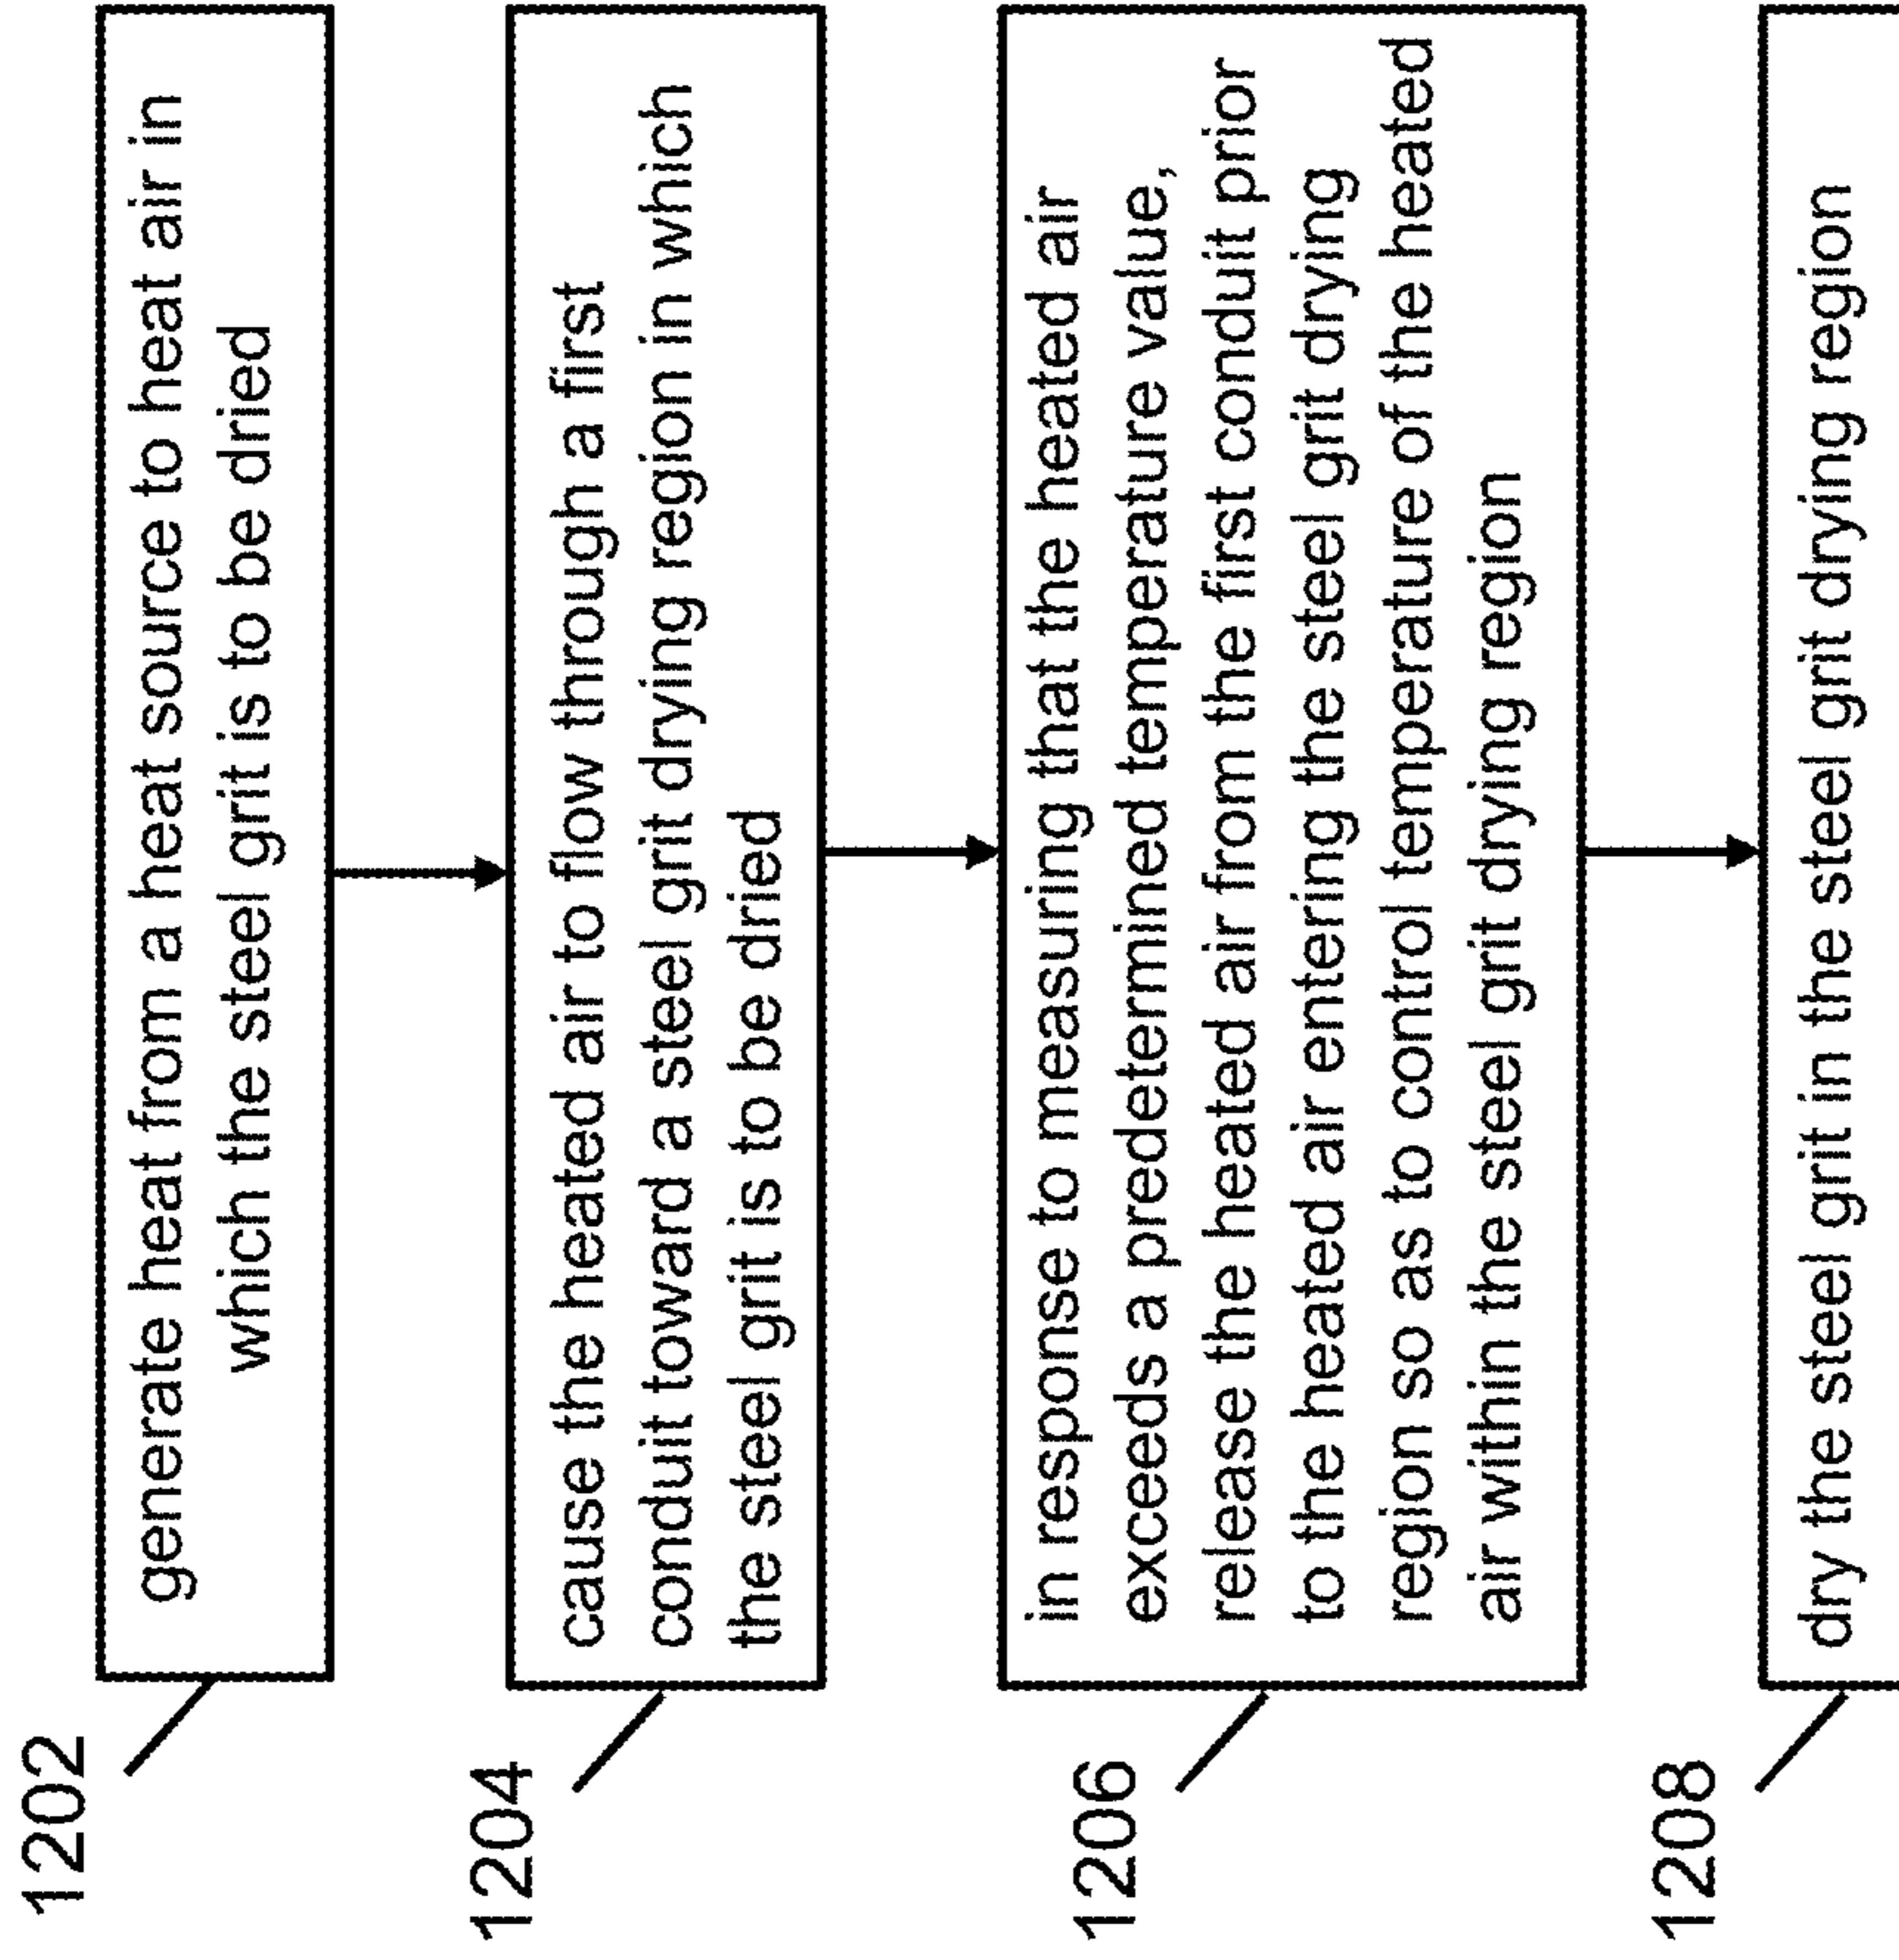 1202
generate heat from a heat source to heat air in
which the steel grit is to be dried
1204
cause the heated air to flow through a first
conduit toward a steel grit drying region in which
the steel grit is to be dried
1206
in response to measuring that the heated air
exceeds a predetermined temperature value,
release the heated air from the first conduit prior
to the heated air entering the steel grit drying
region so as to control temperature of the heated
air within the steel grit drying region
1208
dry the steel grit in the steel grit drying region